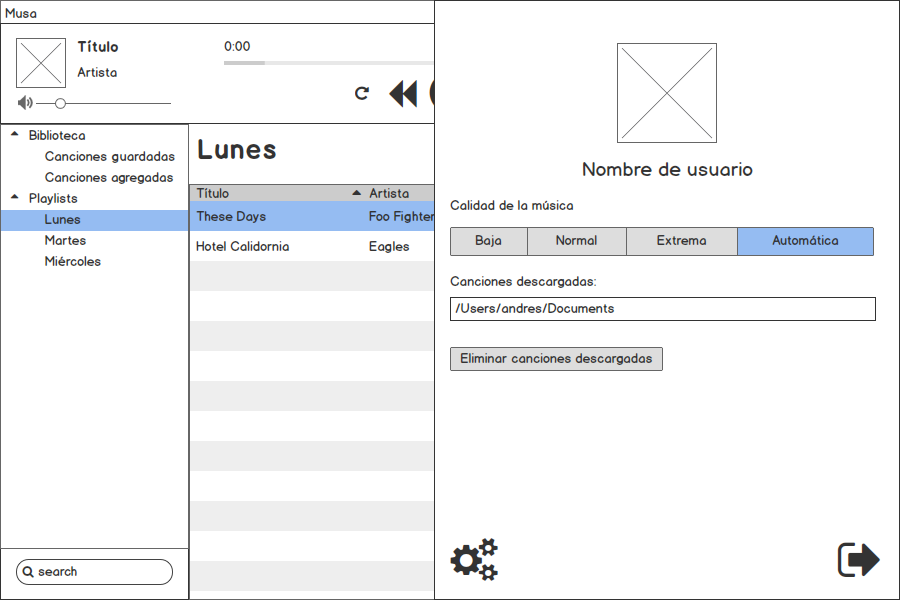 Musa
Título
Artista
0:00
Biblioteca
Canciones guardadas
Canciones agregadas
Playlists
Lunes
Martes
Miércoles
search
Lunes
Título Artista
These Days Foo Fighter
Hotel Calidornia Eagles
Nombre de usuario
Calidad de la música
Baja Normal Extrema Automática
Canciones descargadas:
/Users/andres/Documents
Eliminar canciones descargadas